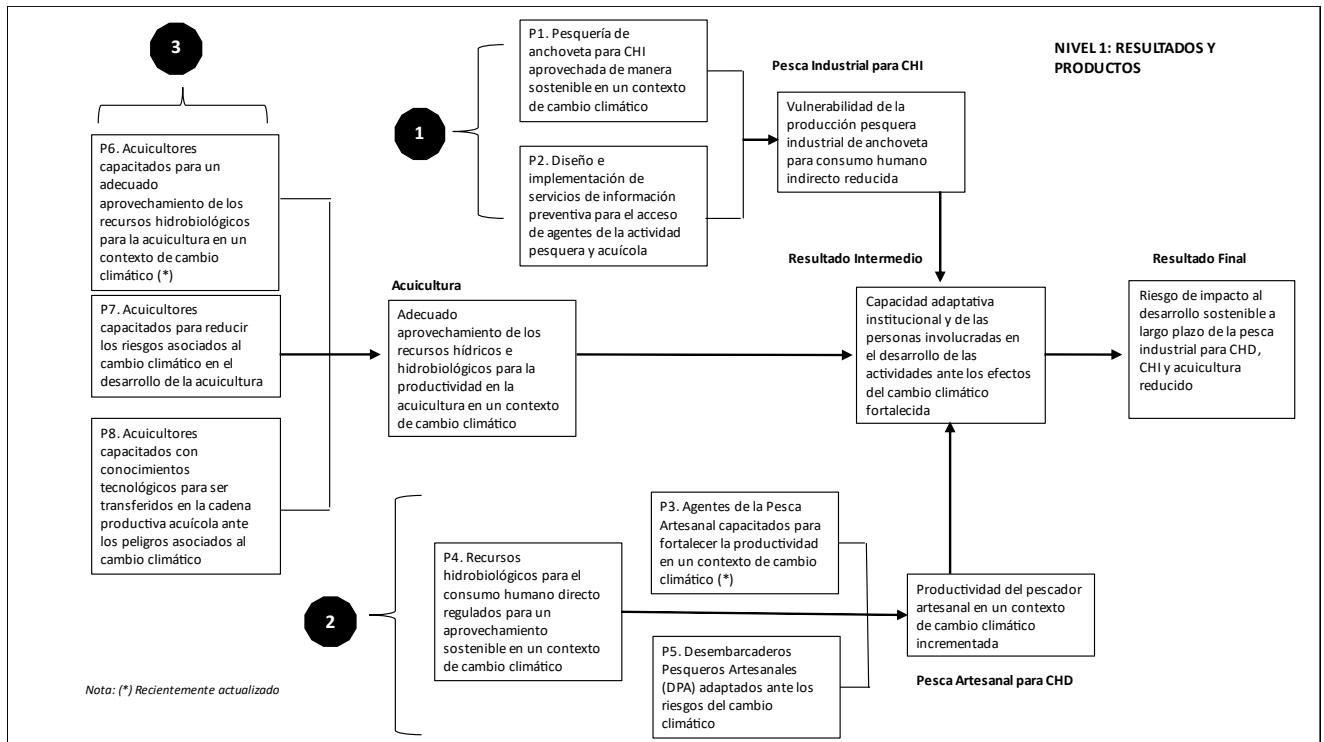 NIVEL 1: RESULTADOS Y
PRODUCTOS
3
P6. Acuicultores
capacitados para un
adecuado
aprovechamiento de los
recursos hidrobiológicos
para la acuicultura en un
contexto de cambio
climático (*)
P7. Acuicultores
capacitados para reducir
los riesgos asociados al
cambio climático en el
desarrollo de la acuicultura
P8. Acuicultores
capacitados con
conocimientos
tecnológicos para ser
transferidos en la cadena
productiva acuícola ante
los peligros asociados al
cambio climático
Acuicultura
Adecuado
aprovechamiento de los
recursos hídricos e
hidrobiológicos para la
productividad en la
acuicultura en un contexto
de cambio climático
1
P1. Pesquería de
anchoveta para CHI
aprovechada de manera
sostenible en un contexto
de cambio climático
P2. Diseño e
implementación de
servicios de información
preventiva para el acceso
de agentes de la actividad
pesquera y acuícola
Pesca Industrial para CHI
Vulnerabilidad de la
producción pesquera
industrial de anchoveta
para consumo humano
indirecto reducida
Resultado Intermedio
Capacidad adaptativa
institucional y de las
personas involucradas en
el desarrollo de las
actividades ante los efectos
del cambio climático
fortalecida
Resultado Final
Riesgo de impacto al
desarrollo sostenible a
largo plazo de la pesca
industrial para CHD,
CHI y acuicultura
reducido
2
P4. Recursos
hidrobiológicos para el
consumo humano directo
regulados para un
aprovechamiento
sostenible en un contexto
de cambio climático
P3. Agentes de la Pesca
Artesanal capacitados para
fortalecer la productividad
en un contexto de cambio
climático (*)
P5. Desembarcaderos
Pesqueros Artesanales
(DPA) adaptados ante los
riesgos del cambio
climático
Productividad del pescador
artesanal en un contexto
de cambio climático
incrementada
Pesca Artesanal para CHD
Nota: (*) Recientemente actualizado